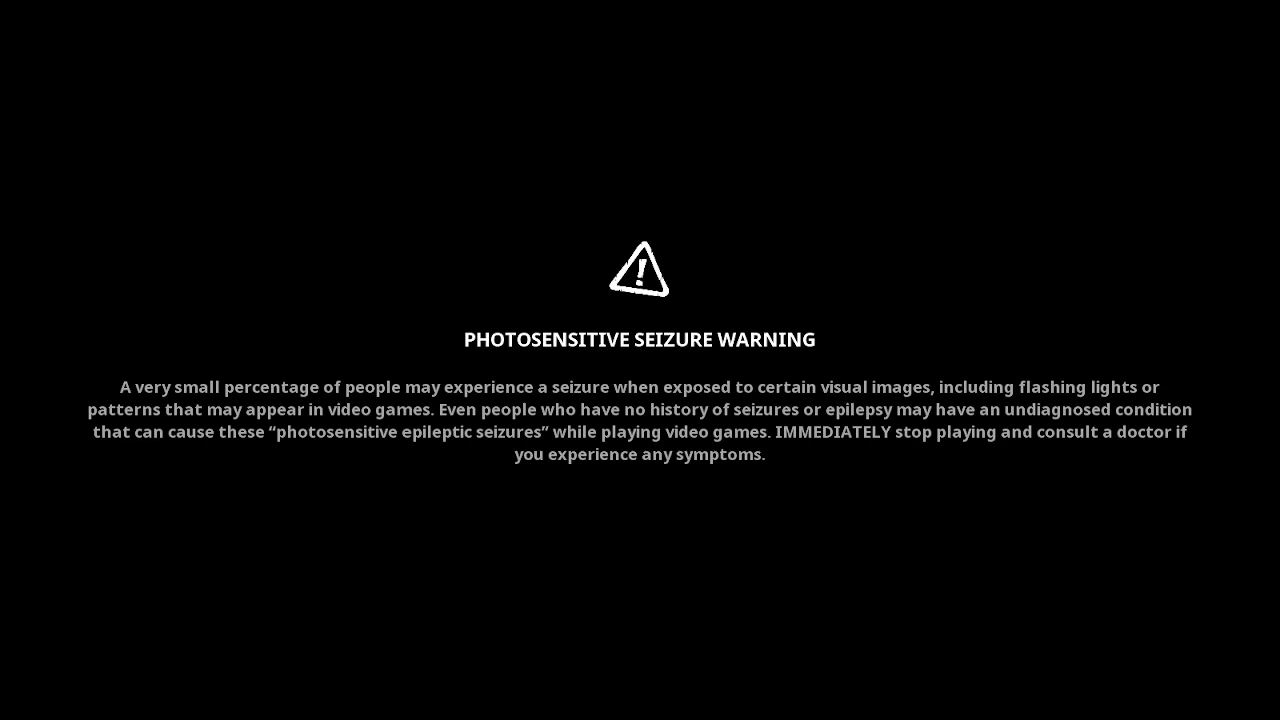 PHOTOSENSITIVE SEIZURE WARNING
A very small percentage of people may experience a seizure when exposed to certain visual images, including flashing lights or
patterns that may appear in video games. Even people who have no history of seizures or epilepsy may have an undiagnosed condition
that can cause these “photosensitive epileptic seizures” while playing video games. IMMEDIATELY stop playing and consult a doctor if
you experience any symptoms.